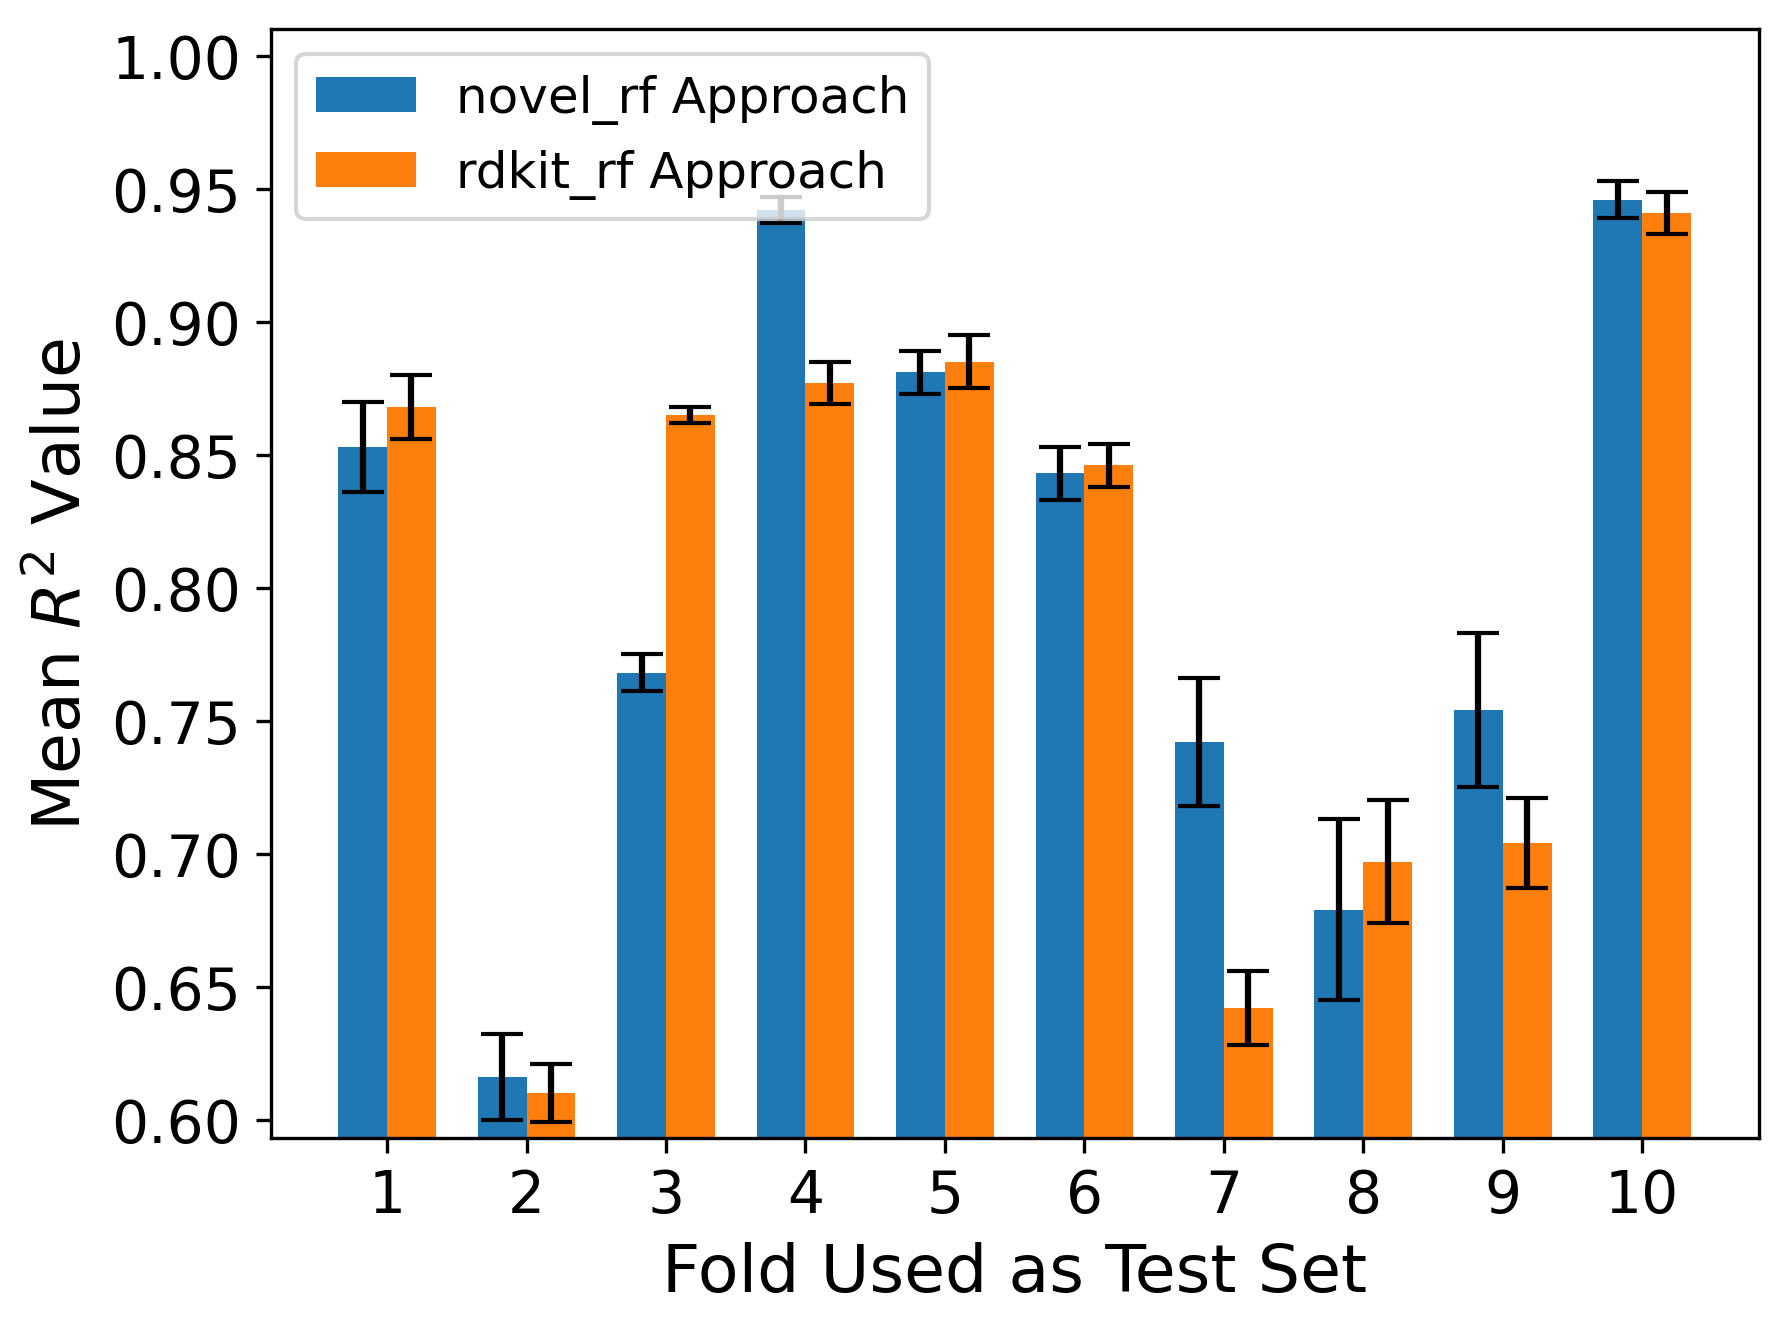 novel_rf Approach
rdkit_rf Approach
Mean R² Value
1.00
0.95
0.90
0.85
0.80
0.75
0.70
0.65
0.60
1 2 3 4 5 6 7 8 9 10
Fold Used as Test Set